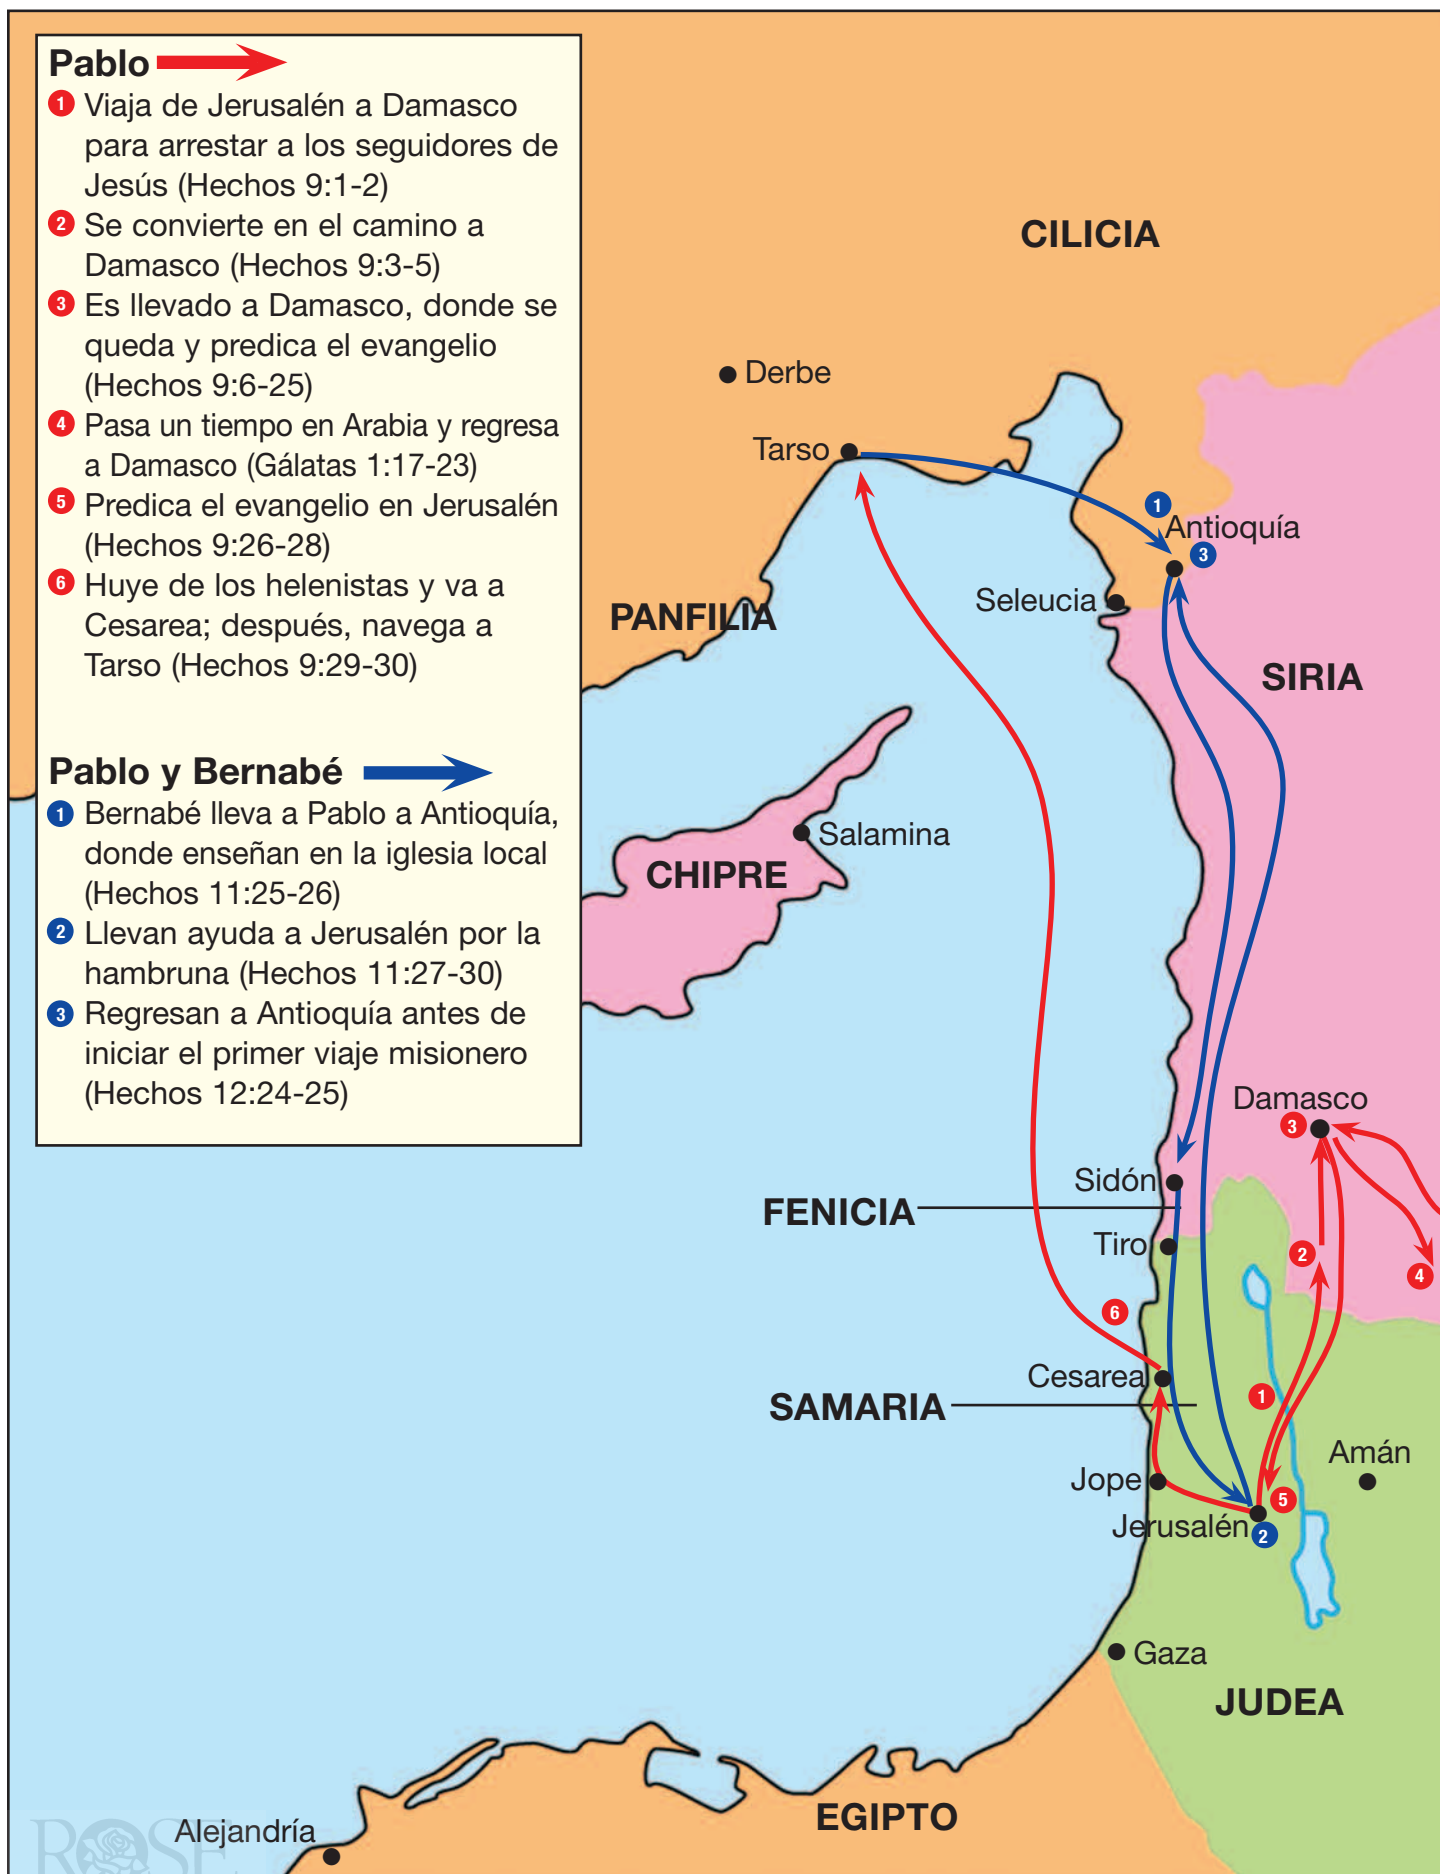 Pablo
1 Viaja de Jerusalén a Damasco
para arrestar a los seguidores de
Jesús (Hechos 9:1-2)
2 Se convierte en el camino a
Damasco (Hechos 9:3-5)
3 Es llevado a Damasco, donde se
queda y predica el evangelio
(Hechos 9:6-25)
4 Pasa un tiempo en Arabia y regresa
a Damasco (Gálatas 1:17-23)
5 Predica el evangelio en Jerusalén
(Hechos 9:26-28)
6 Huye de los helenistas y va a
Cesarea; después, navega a
Tarso (Hechos 9:29-30)
Pablo y Bernabé
1 Bernabé lleva a Pablo a Antioquía,
donde enseñan en la iglesia local
(Hechos 11:25-26)
2 Llevan ayuda a Jerusalén por la
hambruna (Hechos 11:27-30)
3 Regresan a Antioquía antes de
iniciar el primer viaje misionero
(Hechos 12:24-25)
CILICIA
Derbe
Tarso
1
Antioquía
3
Seleucia
PANFILIA
SIRIA
Salamina
CHIPRE
Damasco
3
Sidón
FENICIA
Tiro
2
4
6
Cesarea
1
SAMARIA
Amán
Jope
5
Jerusalén
2
Gaza
JUDEA
EGIPTO
Alejandría
ROSE